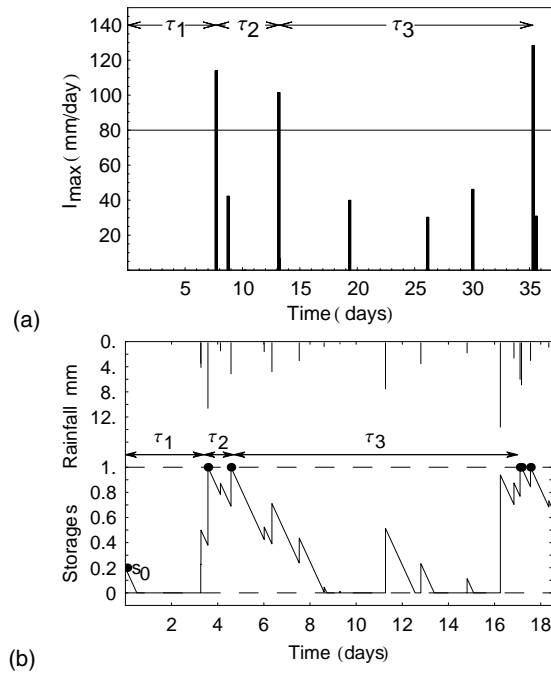 140
120
100
80
60
40
20
I max ( mm/day )
τ1
τ2
τ3
5 10 15 20 25 30 35
Time ( days )
(a)
0.
4.
8.
12.
Rainfall mm
τ1
τ2
τ3
1.
0.8
0.6
0.4
0.2
0
Storages
s0
2 4 6 8 10 12 14 16 18
Time (days)
(b)